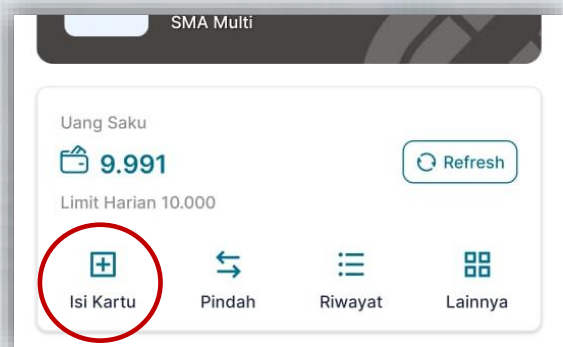 SMA Multi
Uang Saku
9.991
Refresh
Limit Harian 10.000
Isi Kartu
Pindah
Riwayat
Lainnya